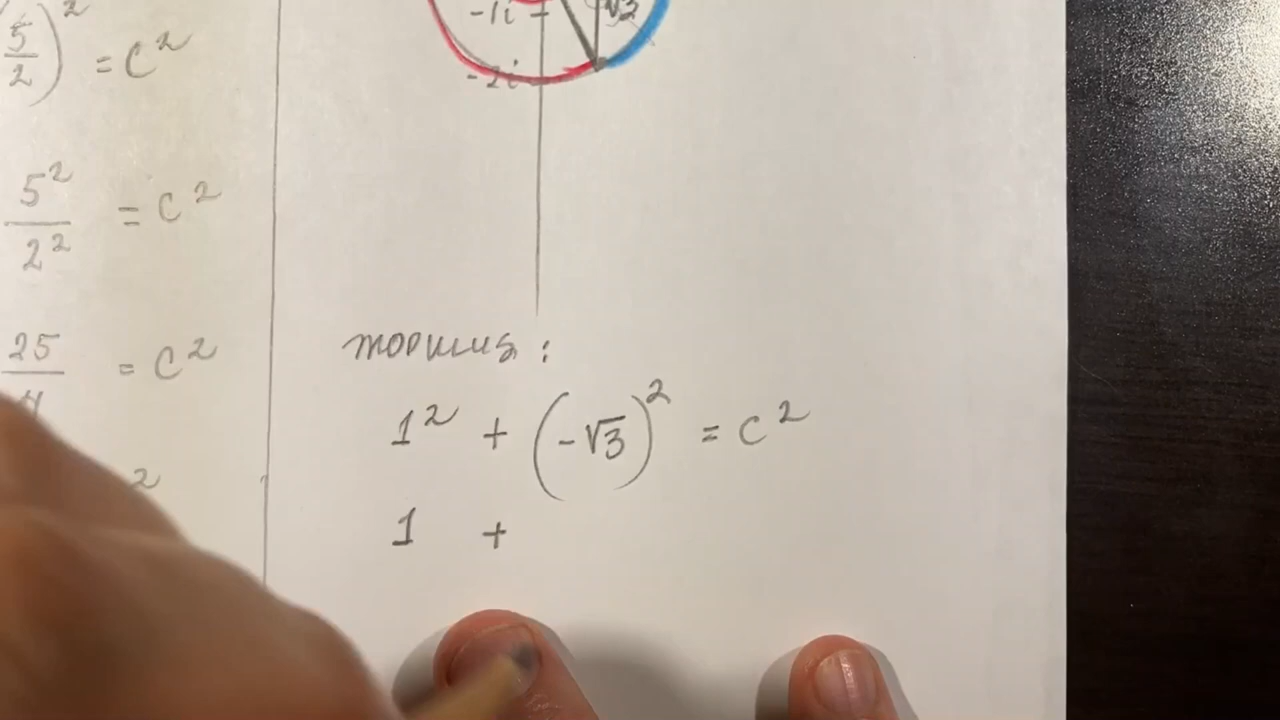 (5/2)² = C²
5²/2² = C²
25/4 = C²
2
-1i √3
-2i
MODULUS :
1² + (-√3)² = C²
1 +